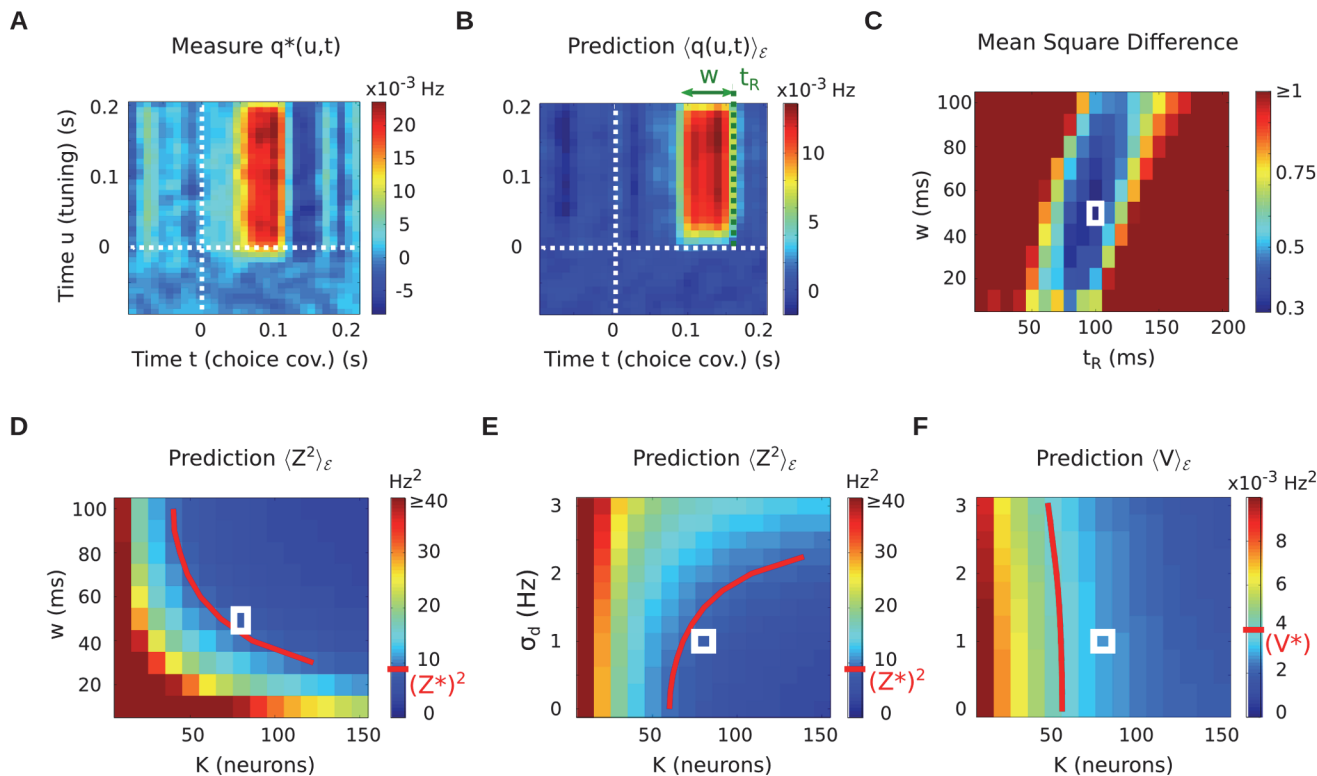 A
Measure q*(u,t)
x10⁻³ Hz
Time u (tuning) (s)
0.2
0.1
0
0
0.1
0.2
Time t (choice cov.) (s)
20
15
10
5
0
-5
B
Prediction ⟨q(u,t)⟩ℰ
w
t_R
x10⁻³ Hz
0.2
0.1
0
0
0.1
0.2
Time t (choice cov.) (s)
10
5
0
C
Mean Square Difference
w (ms)
100
80
60
40
20
50
100
150
200
t_R (ms)
≥1
0.75
0.5
0.3
D
Prediction ⟨Z²⟩ℰ
Hz²
w (ms)
100
80
60
40
20
50
100
150
K (neurons)
≥40
30
20
10
(Z*)²
0
E
Prediction ⟨Z²⟩ℰ
Hz²
σ_d (Hz)
3
2
1
0
50
100
150
K (neurons)
≥40
30
20
10
(Z*)²
0
F
Prediction ⟨V⟩ℰ
x10⁻³ Hz²
3
2
1
0
50
100
150
K (neurons)
8
6
4
(V*)
2
0